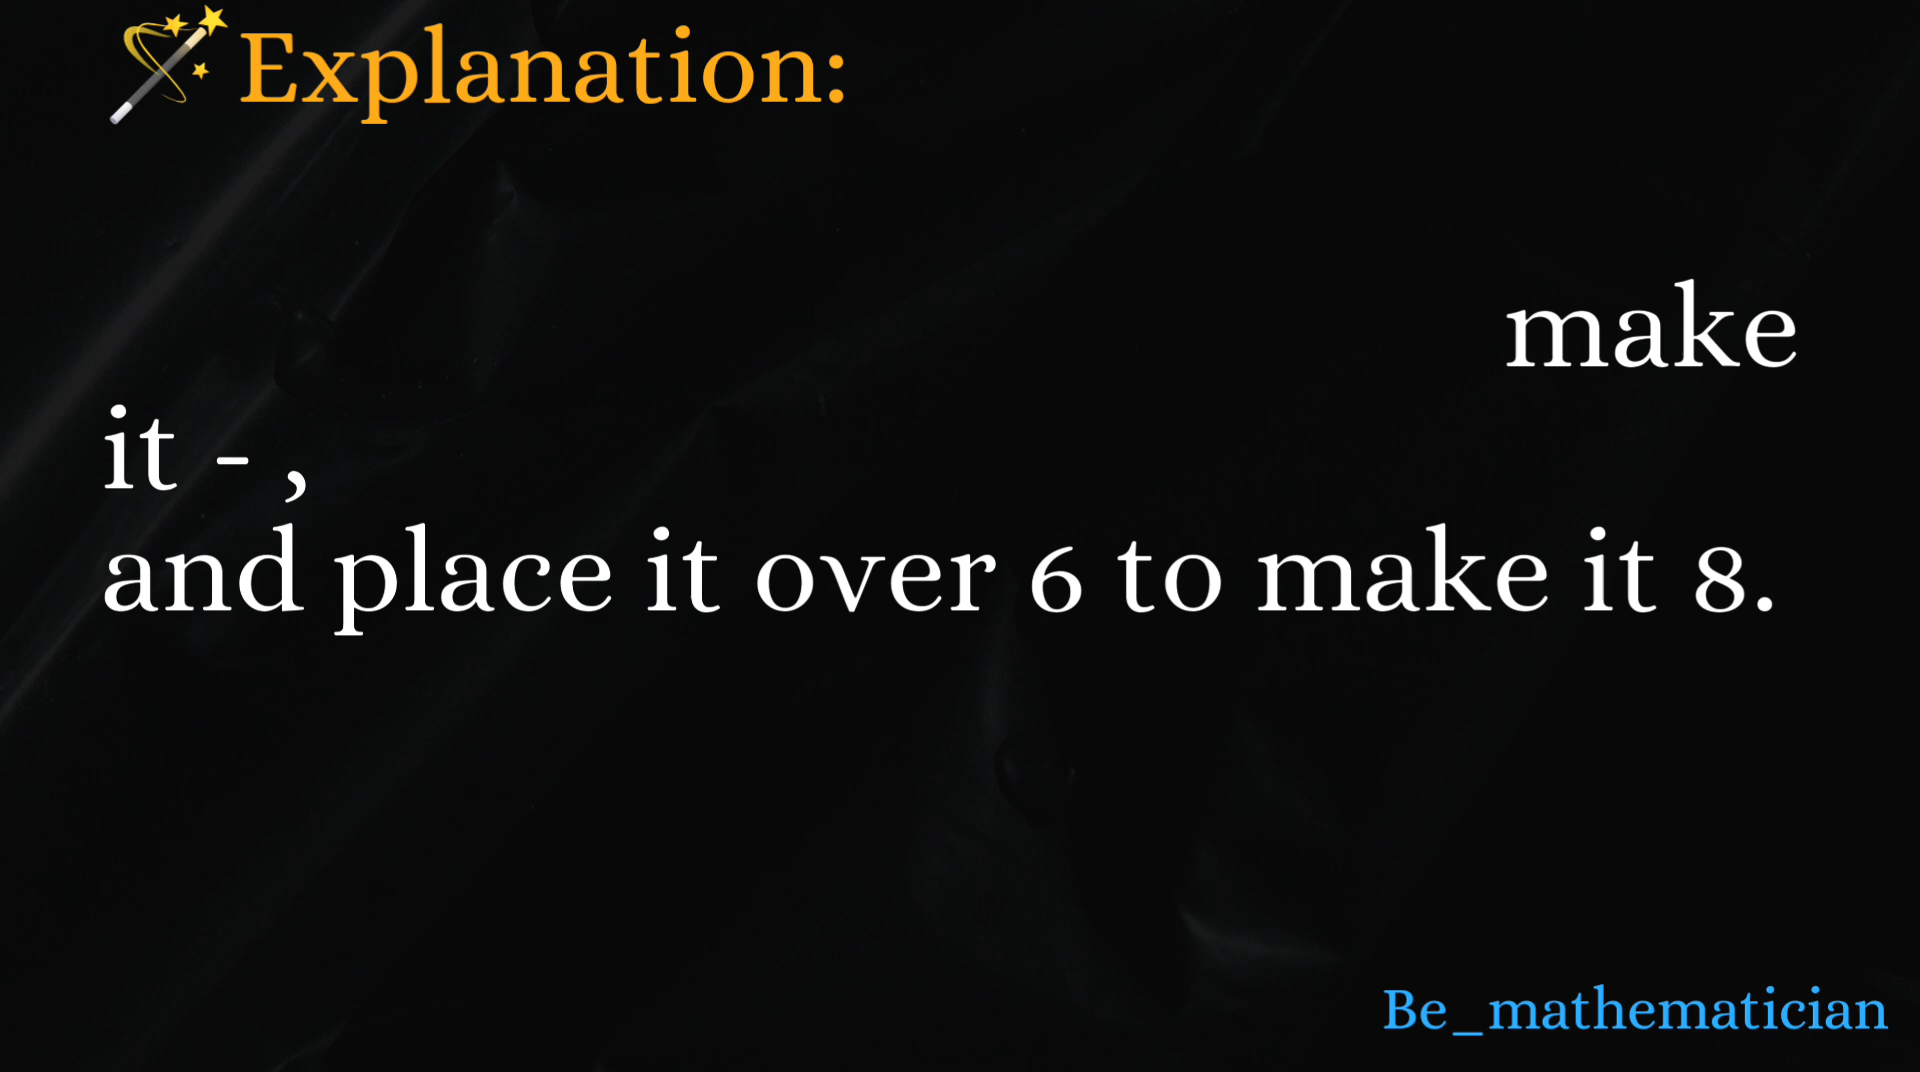 Explanation:
make
it - ,
and place it over 6 to make it 8.
Be_mathematician